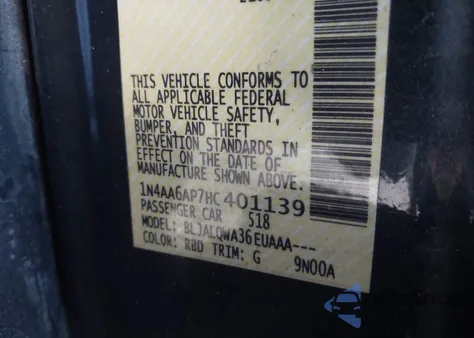 THIS VEHICLE CONFORMS TO
ALL APPLICABLE FEDERAL
MOTOR VEHICLE SAFETY,
BUMPER, AND THEFT
PREVENTION STANDARDS IN
EFFECT ON THE DATE OF
MANUFACTURE SHOWN ABOVE.
1N4AA6AP7HC401139
PASSENGER CAR 518
MODEL: BLJALQWA36EUAAA---
COLOR: RBD TRIM: G 9N00A